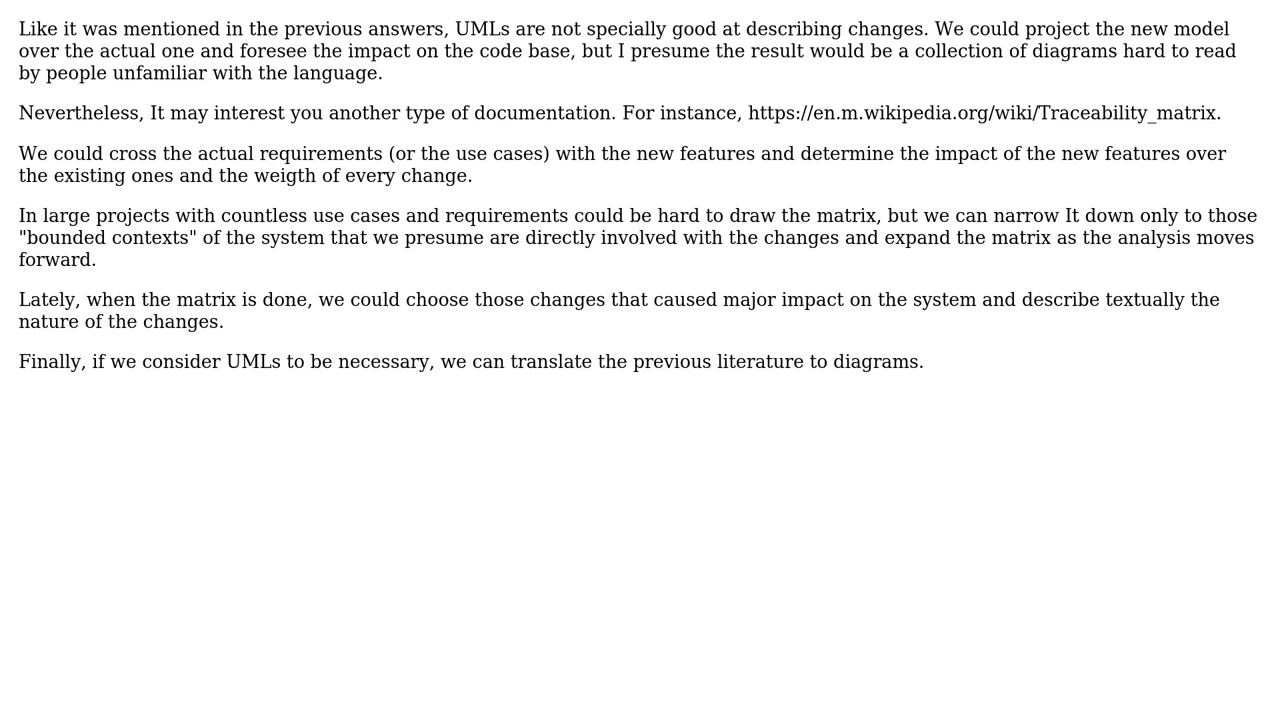 Like it was mentioned in the previous answers, UMLs are not specially good at describing changes. We could project the new model
over the actual one and foresee the impact on the code base, but I presume the result would be a collection of diagrams hard to read
by people unfamiliar with the language.
Nevertheless, It may interest you another type of documentation. For instance, https://en.m.wikipedia.org/wiki/Traceability_matrix.
We could cross the actual requirements (or the use cases) with the new features and determine the impact of the new features over
the existing ones and the weigth of every change.
In large projects with countless use cases and requirements could be hard to draw the matrix, but we can narrow It down only to those
"bounded contexts" of the system that we presume are directly involved with the changes and expand the matrix as the analysis moves
forward.
Lately, when the matrix is done, we could choose those changes that caused major impact on the system and describe textually the
nature of the changes.
Finally, if we consider UMLs to be necessary, we can translate the previous literature to diagrams.